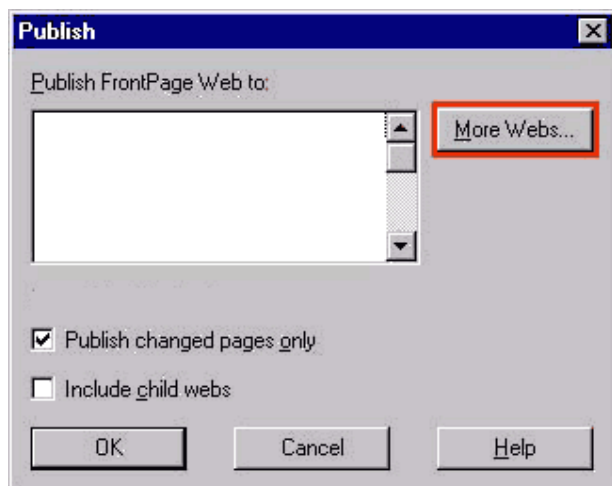 Publish
Publish FrontPage Web to:
More Webs...
Publish changed pages only
Include child webs
OK Cancel Help